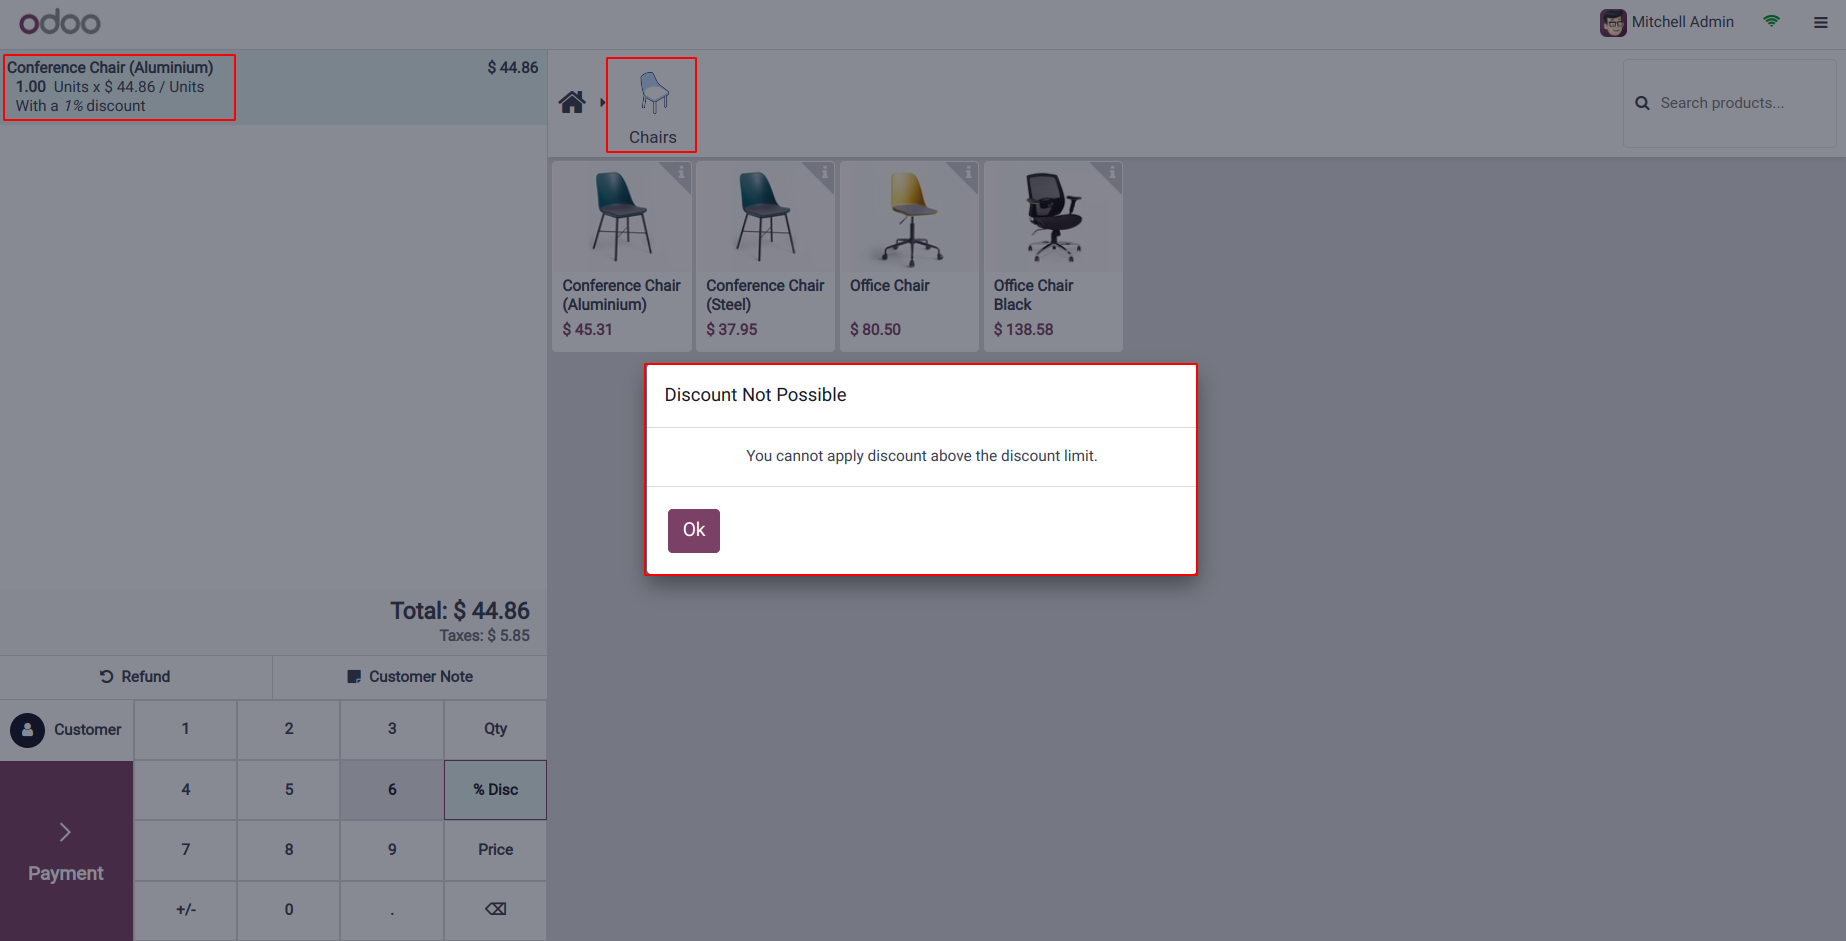 odoo
Mitchell Admin
Conference Chair (Aluminium) $ 44.86
1.00 Units x $ 44.86 / Units
With a 1% discount
Chairs
Search products...
Conference Chair
(Aluminium)
$ 45.31
Conference Chair
(Steel)
$ 37.95
Office Chair
$ 80.50
Office Chair
Black
$ 138.58
Discount Not Possible
You cannot apply discount above the discount limit.
Ok
Total: $ 44.86
Taxes: $ 5.85
Refund
Customer Note
Customer
1 2 3 Qty
4 5 6 % Disc
7 8 9 Price
+/- 0 .
Payment